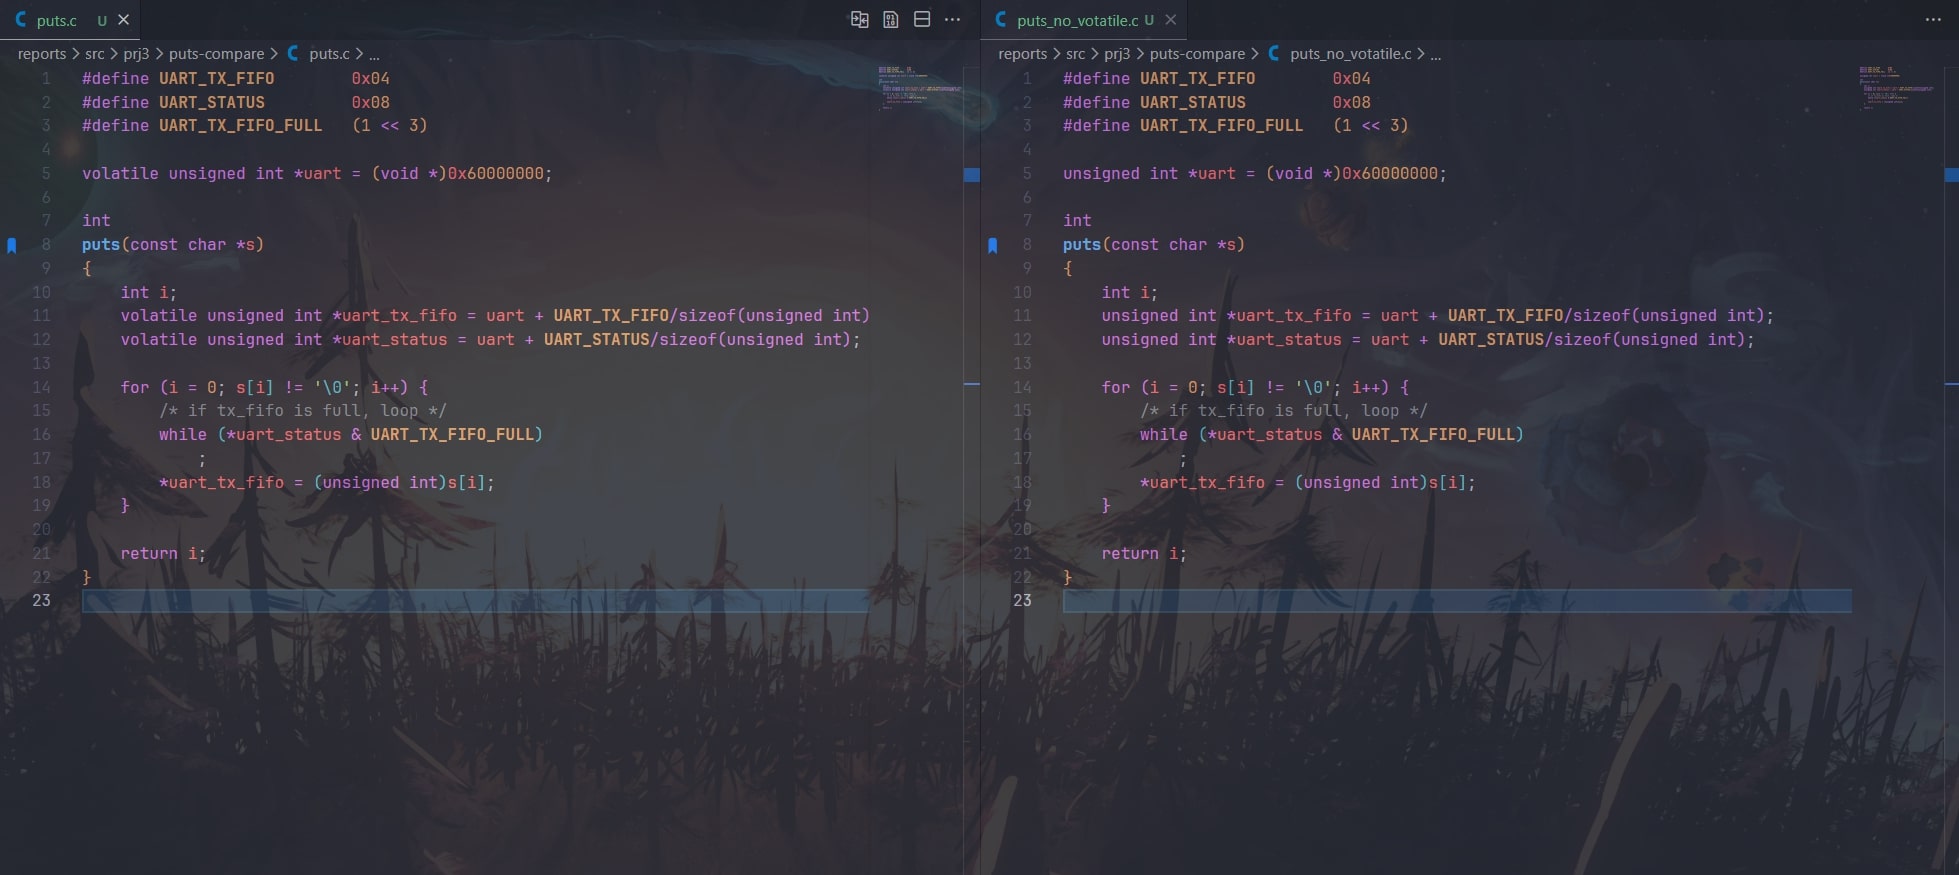 puts.c U
reports > src > prj3 > puts-compare > puts.c > ...
1 #define UART_TX_FIFO 0x04
2 #define UART_STATUS 0x08
3 #define UART_TX_FIFO_FULL (1 << 3)
4
5 volatile unsigned int *uart = (void *)0x60000000;
6
7 int
8 puts(const char *s)
9 {
10 int i;
11 volatile unsigned int *uart_tx_fifo = uart + UART_TX_FIFO/sizeof(unsigned int)
12 volatile unsigned int *uart_status = uart + UART_STATUS/sizeof(unsigned int);
13
14 for (i = 0; s[i] != '\0'; i++) {
15 /* if tx_fifo is full, loop */
16 while (*uart_status & UART_TX_FIFO_FULL)
17 ;
18 *uart_tx_fifo = (unsigned int)s[i];
19 }
20
21 return i;
22 }
23
puts_no_votatile.c U
reports > src > prj3 > puts-compare > puts_no_votatile.c > ...
1 #define UART_TX_FIFO 0x04
2 #define UART_STATUS 0x08
3 #define UART_TX_FIFO_FULL (1 << 3)
4
5 unsigned int *uart = (void *)0x60000000;
6
7 int
8 puts(const char *s)
9 {
10 int i;
11 unsigned int *uart_tx_fifo = uart + UART_TX_FIFO/sizeof(unsigned int);
12 unsigned int *uart_status = uart + UART_STATUS/sizeof(unsigned int);
13
14 for (i = 0; s[i] != '\0'; i++) {
15 /* if tx_fifo is full, loop */
16 while (*uart_status & UART_TX_FIFO_FULL)
17 ;
18 *uart_tx_fifo = (unsigned int)s[i];
19 }
20
21 return i;
22 }
23